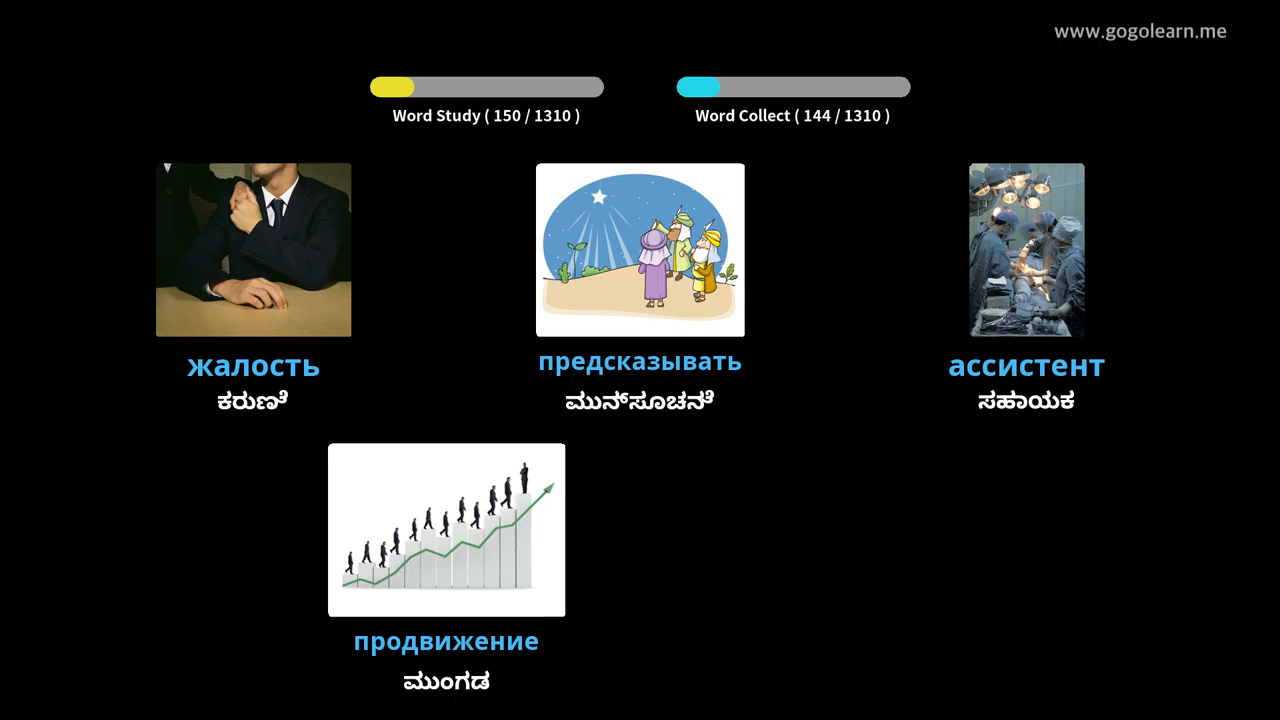 www.gogolearn.me
Word Study ( 150 / 1310 )
Word Collect ( 144 / 1310 )
жалость
предсказывать
ассистент
ಕರುಣೆ
ಮುನ್ಸೂಚನೆ
ಸಹಾಯಕ
продвижение
ಮುಂಗಡ